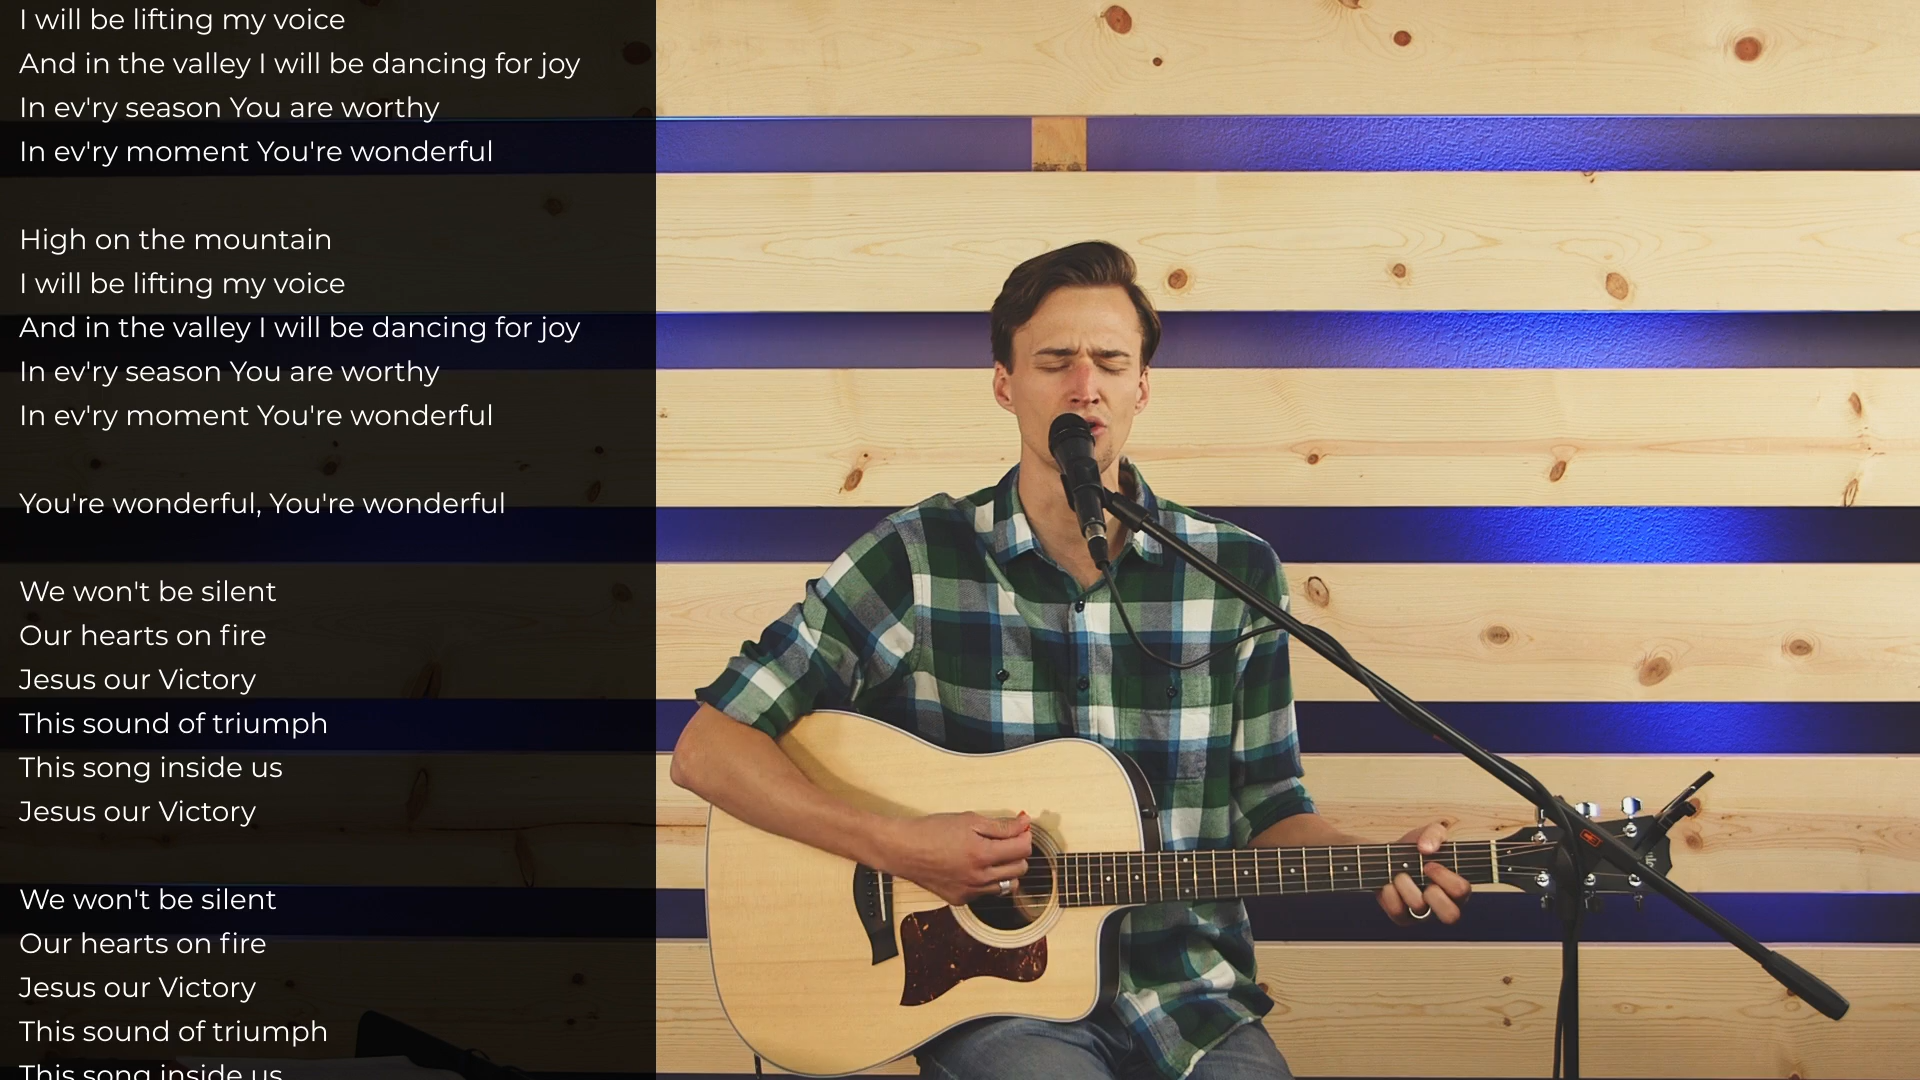 I will be lifting my voice
And in the valley I will be dancing for joy
In ev'ry season You are worthy
In ev'ry moment You're wonderful
High on the mountain
I will be lifting my voice
And in the valley I will be dancing for joy
In ev'ry season You are worthy
In ev'ry moment You're wonderful
You're wonderful, You're wonderful
We won't be silent
Our hearts on fire
Jesus our Victory
This sound of triumph
This song inside us
Jesus our Victory
We won't be silent
Our hearts on fire
Jesus our Victory
This sound of triumph
This song inside us